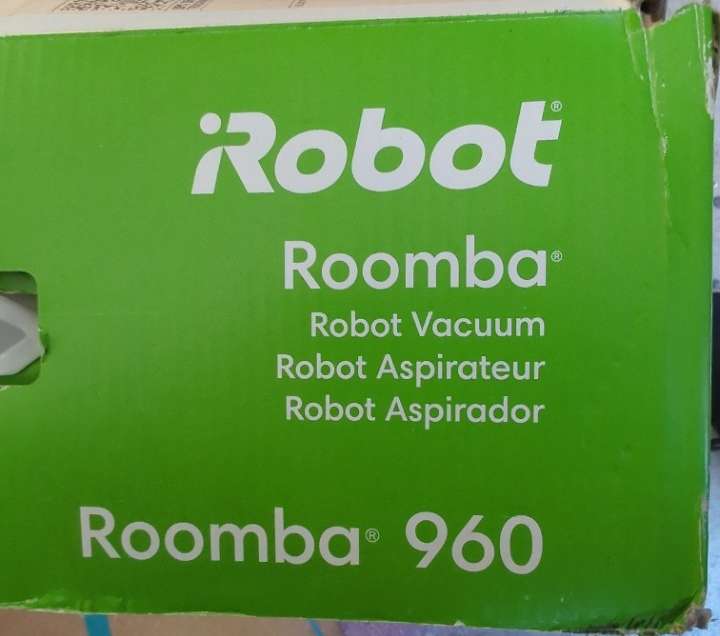 iRobot®
Roomba®
Robot Vacuum
Robot Aspirateur
Robot Aspirador
Roomba® 960